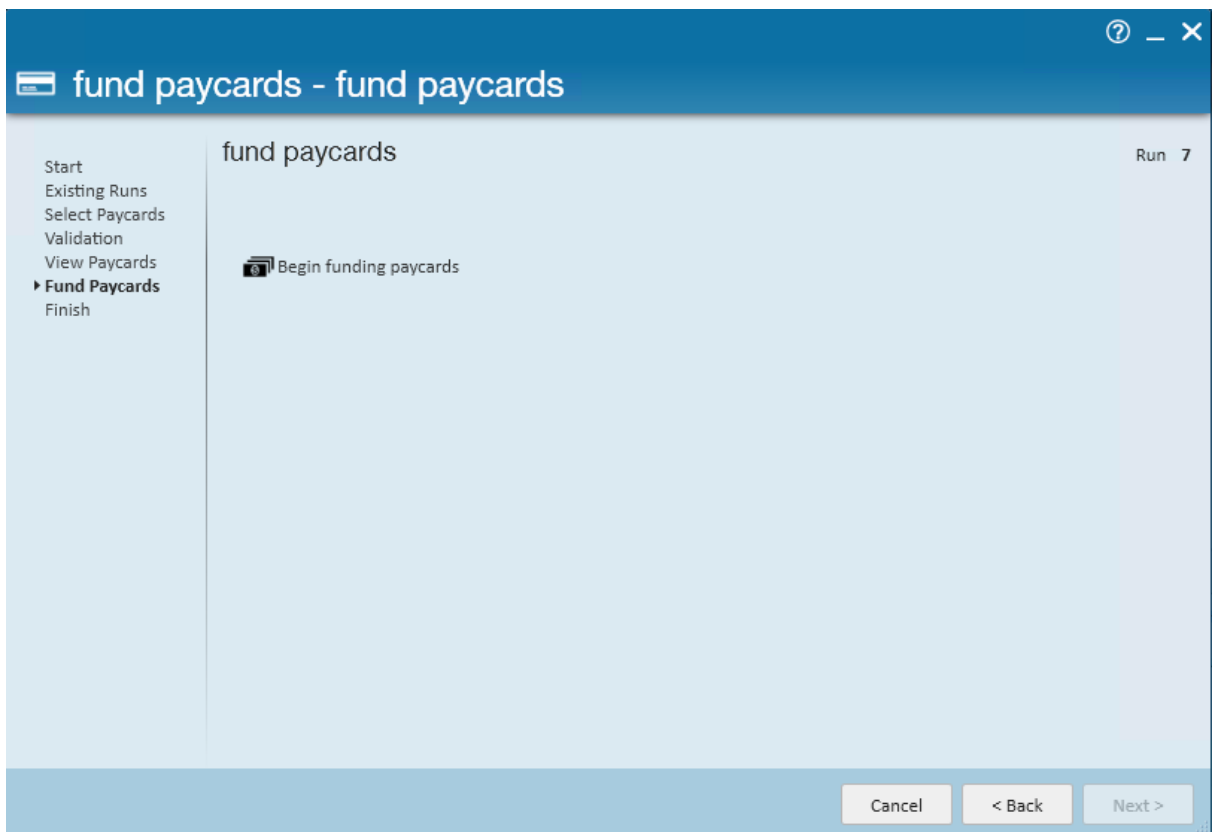 fund paycards - fund paycards
Start
Existing Runs
Select Paycards
Validation
View Paycards
Fund Paycards
Finish
fund paycards
Run 7
Begin funding paycards
Cancel
< Back
Next >